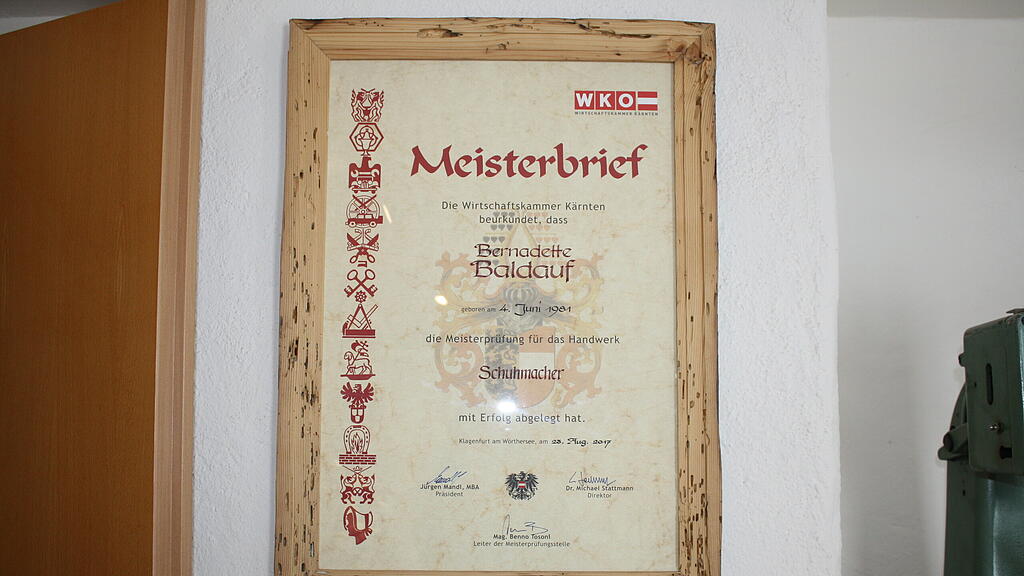 WKO
WIRTSCHAFTSKAMMER KÄRNTEN
Meisterbrief
Die Wirtschaftskammer Kärnten
beurkundet, dass
Bernadette
Baldauf
geboren am 4. Juni 1981
die Meisterprüfung für das Handwerk
Schuhmacher
mit Erfolg abgelegt hat.
Klagenfurt am Wörthersee, am 28. Aug. 2017
Jürgen Mandl, MBA
Präsident
Dr. Michael Stattmann
Direktor
Mag. Benno Tosoni
Leiter der Meisterprüfungsstelle